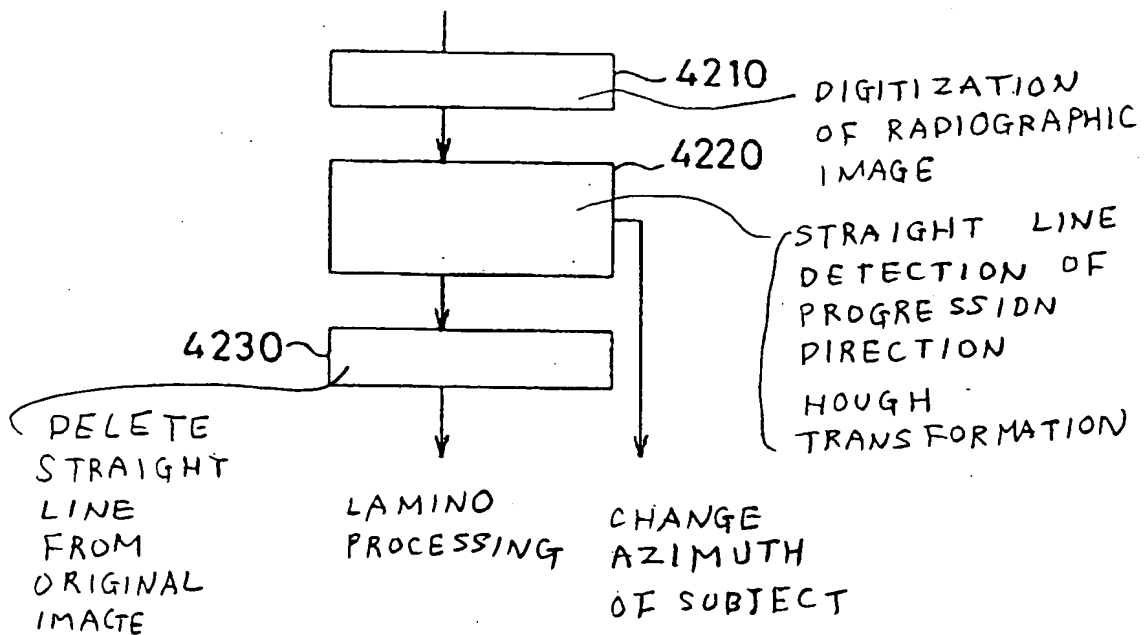 4210
DIGITIZATION
OF RADIOGRAPHIC
IMAGE
4220
STRAIGHT LINE
DETECTION OF
PROGRESSION
DIRECTION
HOUGH
TRANSFORMATION
4230
DELETE
STRAIGHT
LINE
FROM
ORIGINAL
IMAGE
LAMINO
PROCESSING
CHANGE
AZIMUTH
OF SUBJECT